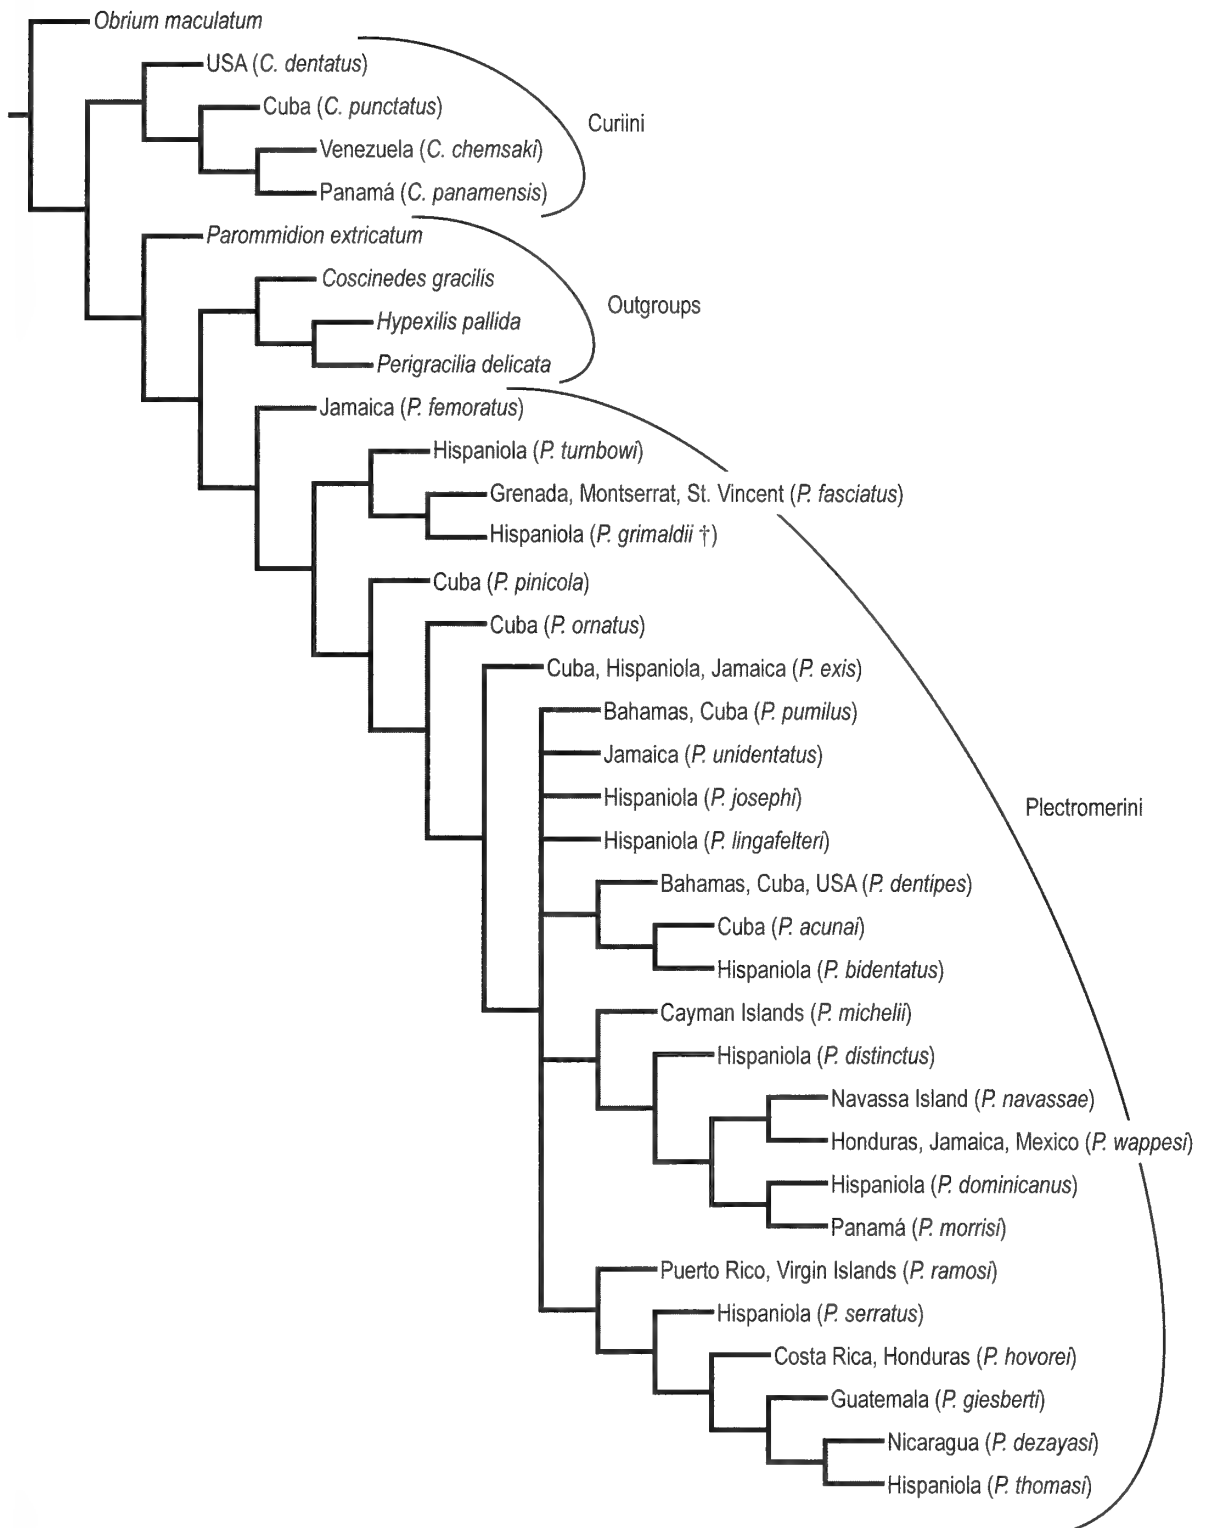 Obrium maculatum
USA (C. dentatus)
Cuba (C. punctatus)
Curiini
Venezuela (C. chemsaki)
Panamá (C. panamensis)
Parommidion extricatum
Coscinedes gracilis
Outgroups
Hypexilis pallida
Perigracilia delicata
Jamaica (P. femoratus)
Hispaniola (P. turnbowi)
Grenada, Montserrat, St. Vincent (P. fasciatus)
Hispaniola (P. grimaldii †)
Cuba (P. pinicola)
Cuba (P. ornatus)
Cuba, Hispaniola, Jamaica (P. exis)
Bahamas, Cuba (P. pumilus)
Jamaica (P. unidentatus)
Hispaniola (P. josephi)
Plectromerini
Hispaniola (P. lingafelteri)
Bahamas, Cuba, USA (P. dentipes)
Cuba (P. acunai)
Hispaniola (P. bidentatus)
Cayman Islands (P. michelii)
Hispaniola (P. distinctus)
Navassa Island (P. navassae)
Honduras, Jamaica, Mexico (P. wappesi)
Hispaniola (P. dominicanus)
Panamá (P. morrisi)
Puerto Rico, Virgin Islands (P. ramosi)
Hispaniola (P. serratus)
Costa Rica, Honduras (P. hovorei)
Guatemala (P. giesberti)
Nicaragua (P. dezayasi)
Hispaniola (P. thomasi)